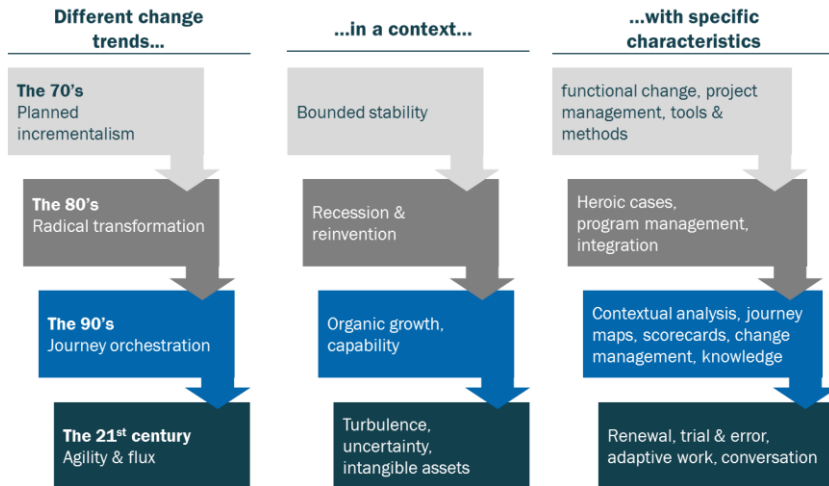 Different change
trends...
...in a context...
...with specific
characteristics
The 70's
Planned
incrementalism
Bounded stability
functional change, project
management, tools &
methods
The 80's
Radical transformation
Recession &
reinvention
Heroic cases,
program management,
integration
The 90's
Journey orchestration
Organic growth,
capability
Contextual analysis, journey
maps, scorecards, change
management, knowledge
The 21st century
Agility & flux
Turbulence,
uncertainty,
intangible assets
Renewal, trial & error,
adaptive work, conversation